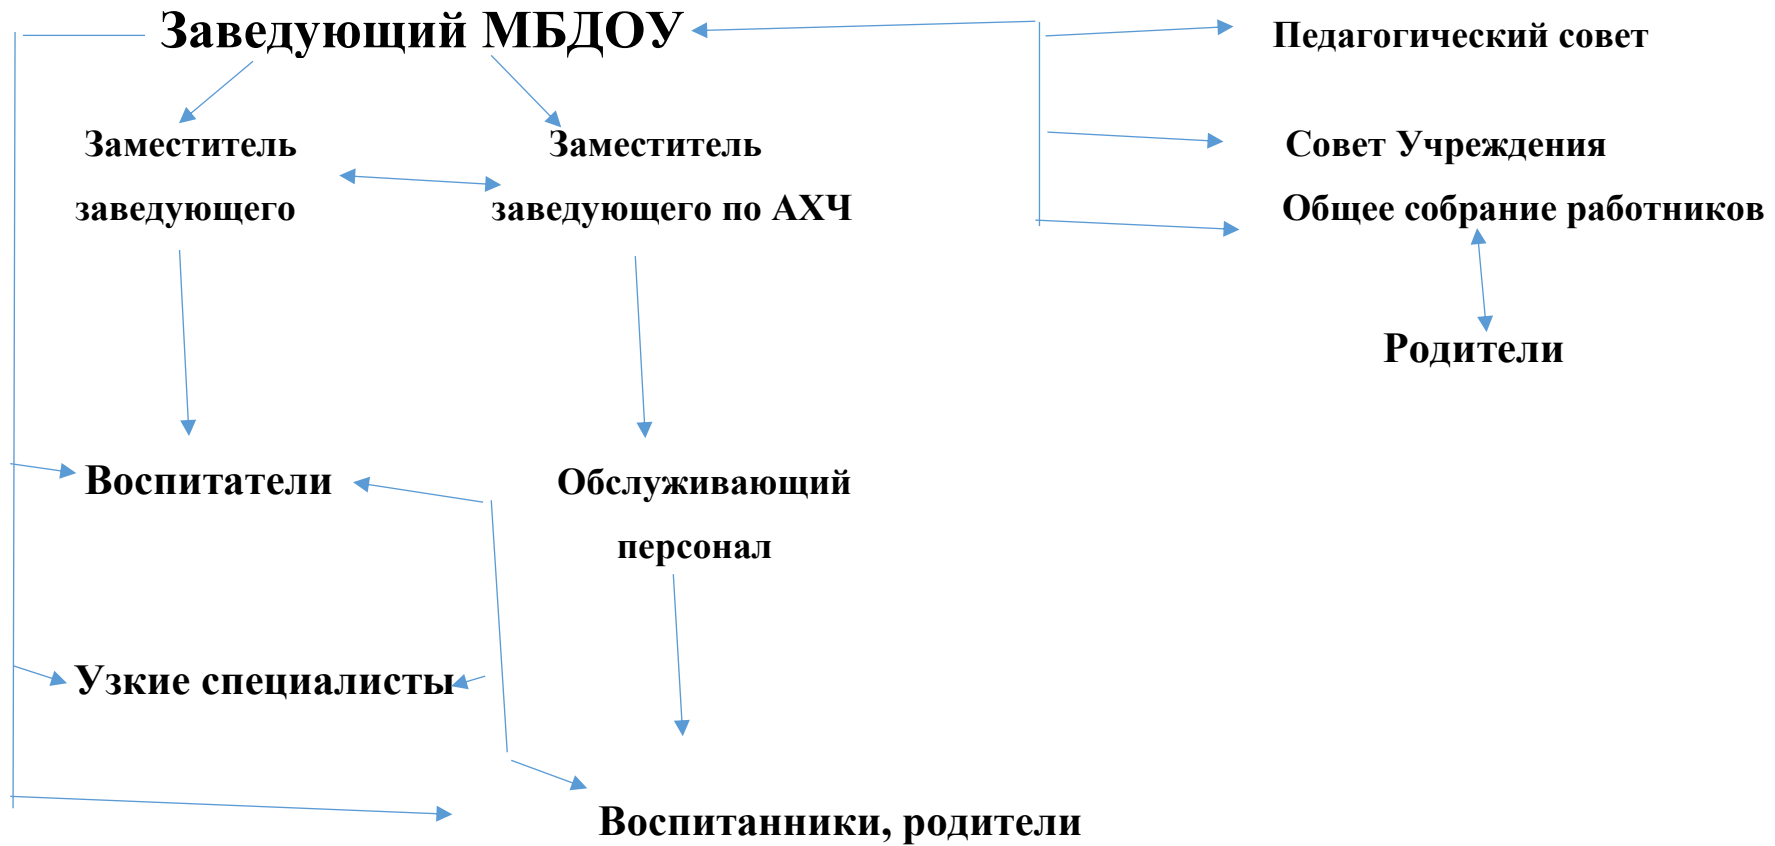 Заведующий МБДОУ
Педагогический совет
Заместитель
заведующего
Заместитель
заведующего по АХЧ
Совет Учреждения
Общее собрание работников
Родители
Воспитатели
Обслуживающий
персонал
Узкие специалисты
Воспитанники, родители